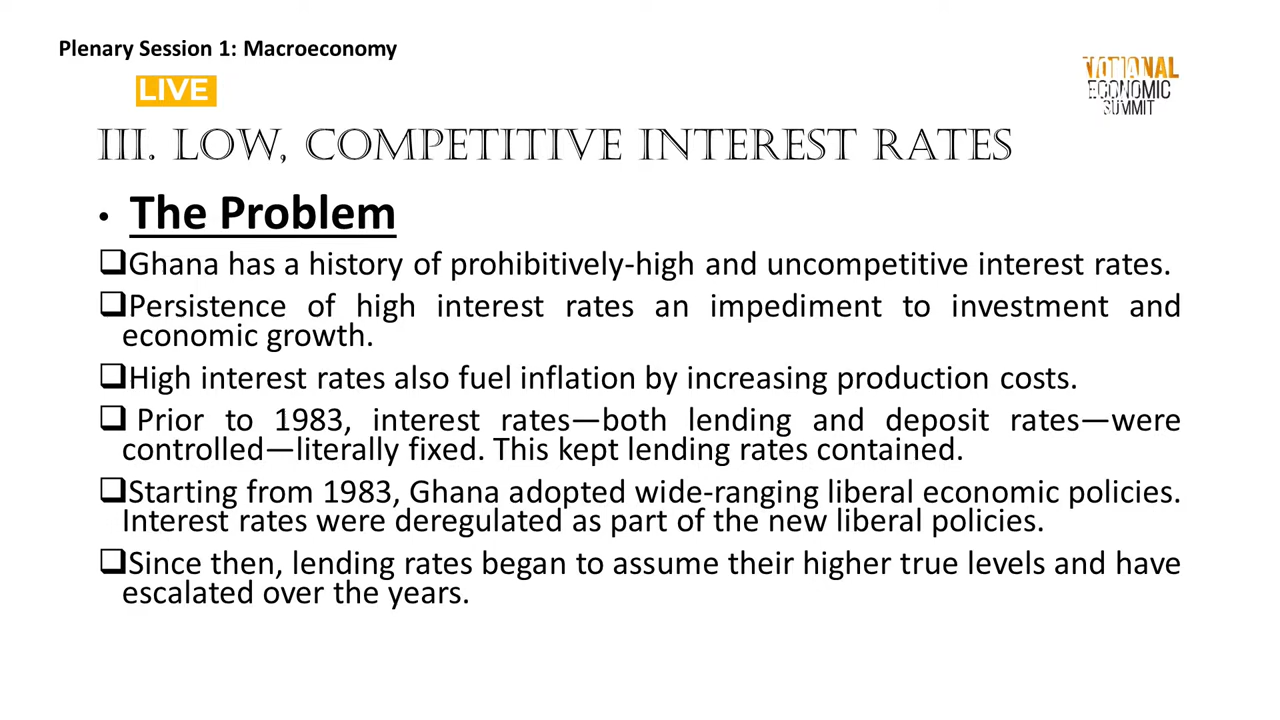 Plenary Session 1: Macroeconomy
LIVE
NATIONAL
ECONOMIC
SUMMIT
III. LOW, COMPETITIVE INTEREST RATES
• The Problem
❑Ghana has a history of prohibitively-high and uncompetitive interest rates.
❑Persistence of high interest rates an impediment to investment and
economic growth.
❑High interest rates also fuel inflation by increasing production costs.
❑ Prior to 1983, interest rates—both lending and deposit rates—were
controlled—literally fixed. This kept lending rates contained.
❑Starting from 1983, Ghana adopted wide-ranging liberal economic policies.
Interest rates were deregulated as part of the new liberal policies.
❑Since then, lending rates began to assume their higher true levels and have
escalated over the years.